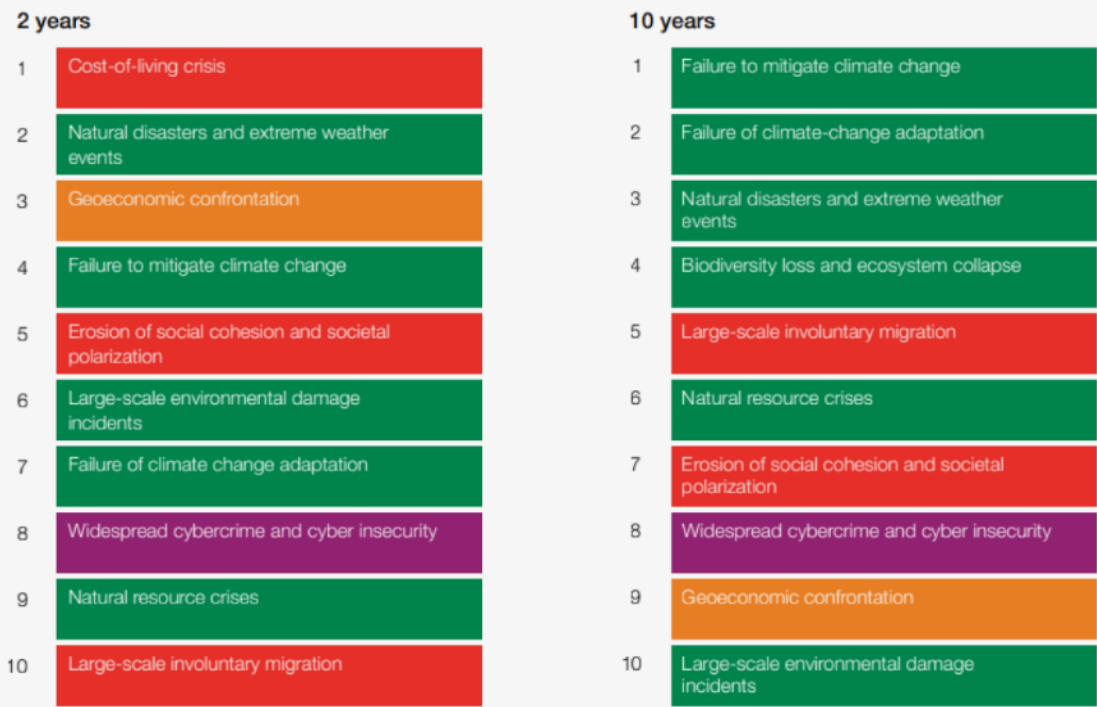 2 years
1 Cost-of-living crisis
2 Natural disasters and extreme weather
events
3 Geoeconomic confrontation
4 Failure to mitigate climate change
5 Erosion of social cohesion and societal
polarization
6 Large-scale environmental damage
incidents
7 Failure of climate change adaptation
8 Widespread cybercrime and cyber insecurity
9 Natural resource crises
10 Large-scale involuntary migration
10 years
1 Failure to mitigate climate change
2 Failure of climate-change adaptation
3 Natural disasters and extreme weather
events
4 Biodiversity loss and ecosystem collapse
5 Large-scale involuntary migration
6 Natural resource crises
7 Erosion of social cohesion and societal
polarization
8 Widespread cybercrime and cyber insecurity
9 Geoeconomic confrontation
10 Large-scale environmental damage
incidents